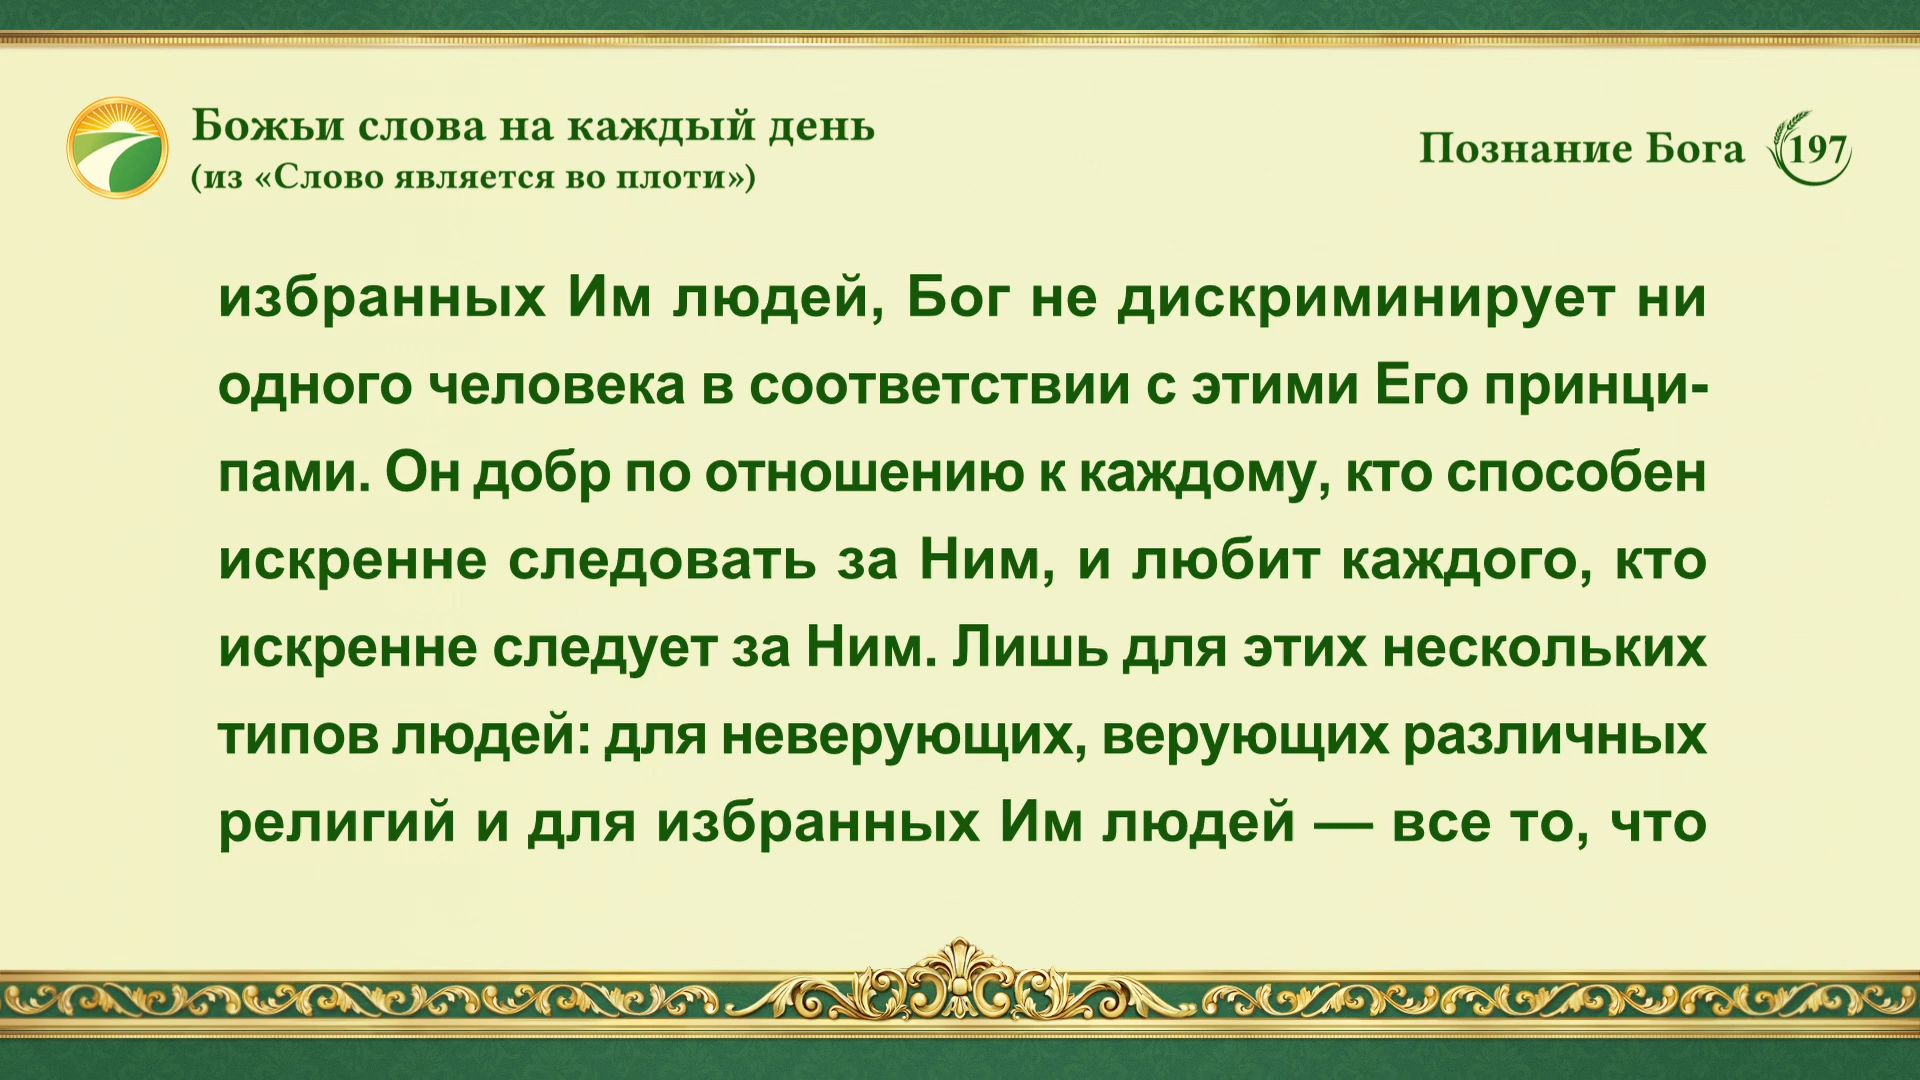 Божьи слова на каждый день
(из «Слово является во плоти»)
Познание Бога 197
избранных Им людей, Бог не дискриминирует ни
одного человека в соответствии с этими Его принци-
пами. Он добр по отношению к каждому, кто способен
искренне следовать за Ним, и любит каждого, кто
искренне следует за Ним. Лишь для этих нескольких
типов людей: для неверующих, верующих различных
религий и для избранных Им людей — все то, что